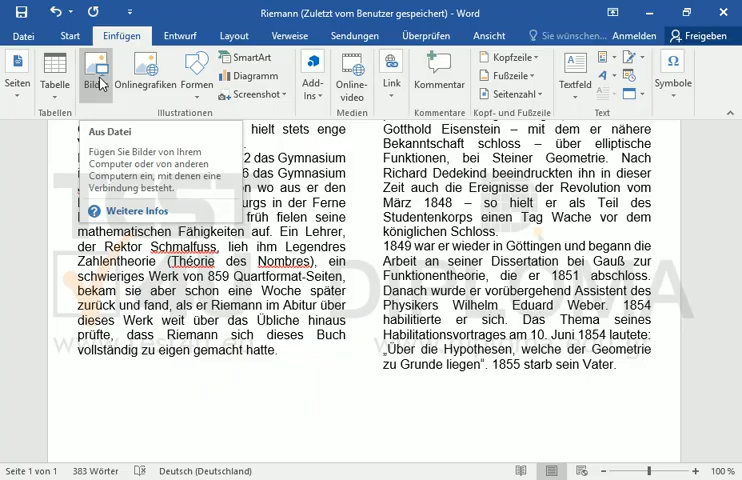 Riemann (Zuletzt vom Benutzer gespeichert) - Word
Datei Start Einfügen Entwurf Layout Verweise Sendungen Überprüfen Ansicht Sie wünschen... Anmelden Freigeben
Seiten
Tabelle
Tabellen
Bilder
Onlinegrafiken
Formen
SmartArt
Diagramm
Screenshot
Illustrationen
Add-
Ins
Online-
video
Medien
Link
Kommentar
Kommentare
Kopfzeile
Fußzeile
Seitenzahl
Kopf- und Fußzeile
Textfeld
Text
Symbole
Aus Datei
Fügen Sie Bilder von Ihrem
Computer oder von anderen
Computern ein, mit denen eine
Verbindung besteht.
Weitere Infos
hielt stets enge
2 das Gymnasium
6 das Gymnasium
on wo aus er den
urgs in der Ferne
früh fielen seine
mathematischen Fähigkeiten auf. Ein Lehrer,
der Rektor Schmalfuss, lieh ihm Legendres
Zahlentheorie (Théorie des Nombres), ein
schwieriges Werk von 859 Quartformat-Seiten,
bekam sie aber schon eine Woche später
zurück und fand, als er Riemann im Abitur über
dieses Werk weit über das Übliche hinaus
prüfte, dass Riemann sich dieses Buch
vollständig zu eigen gemacht hatte.
Gotthold Eisenstein – mit dem er nähere
Bekanntschaft schloss – über elliptische
Funktionen, bei Steiner Geometrie. Nach
Richard Dedekind beeindruckten ihn in dieser
Zeit auch die Ereignisse der Revolution vom
März 1848 – so hielt er als Teil des
Studentenkorps einen Tag Wache vor dem
königlichen Schloss.
1849 war er wieder in Göttingen und begann die
Arbeit an seiner Dissertation bei Gauß zur
Funktionentheorie, die er 1851 abschloss.
Danach wurde er vorübergehend Assistent des
Physikers Wilhelm Eduard Weber. 1854
habilitierte er sich. Das Thema seines
Habilitationsvortrages am 10. Juni 1854 lautete:
„Über die Hypothesen, welche der Geometrie
zu Grunde liegen“. 1855 starb sein Vater.
Seite 1 von 1 383 Wörter Deutsch (Deutschland) 100 %